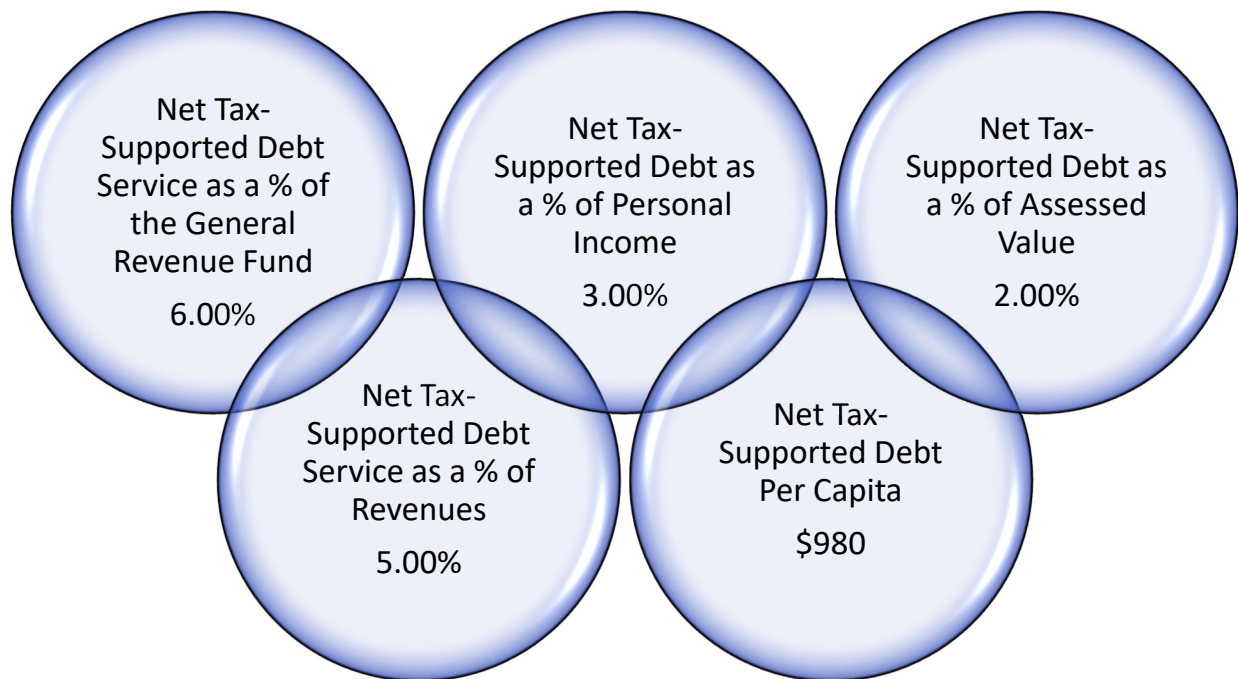 Net Tax-
Supported Debt
Service as a % of
the General
Revenue Fund
6.00%
Net Tax-
Supported Debt
Service as a % of
Revenues
5.00%
Net Tax-
Supported Debt as
a % of Personal
Income
3.00%
Net Tax-
Supported Debt
Per Capita
$980
Net Tax-
Supported Debt as
a % of Assessed
Value
2.00%